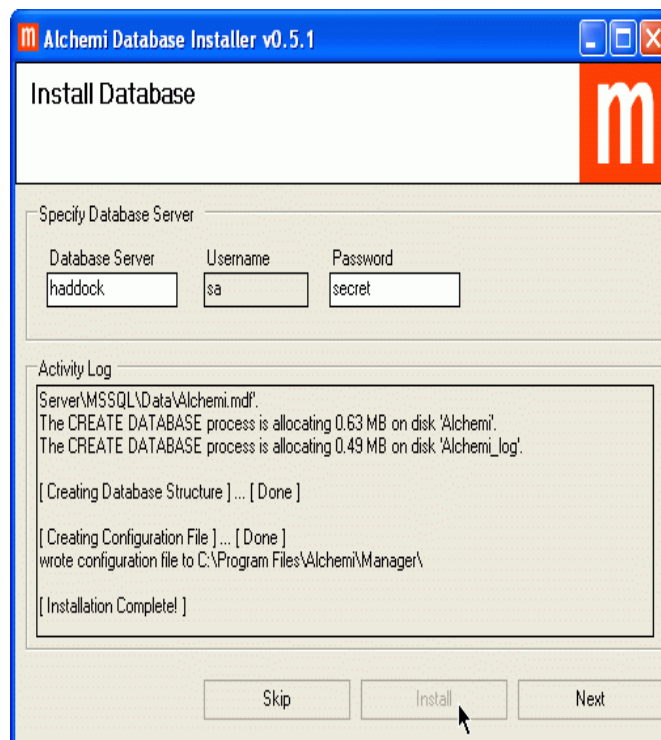 m Alchemi Database Installer v0.5.1
Install Database
m
Specify Database Server
Database Server Username Password
haddock sa secret
Activity Log
Server\MSSQL\Data\Alchemi.mdf'.
The CREATE DATABASE process is allocating 0.63 MB on disk 'Alchemi'.
The CREATE DATABASE process is allocating 0.49 MB on disk 'Alchemi_log'.
[ Creating Database Structure ] ... [ Done ]
[ Creating Configuration File ] ... [ Done ]
wrote configuration file to C:\Program Files\Alchemi\Manager\
[ Installation Complete! ]
Skip Install Next